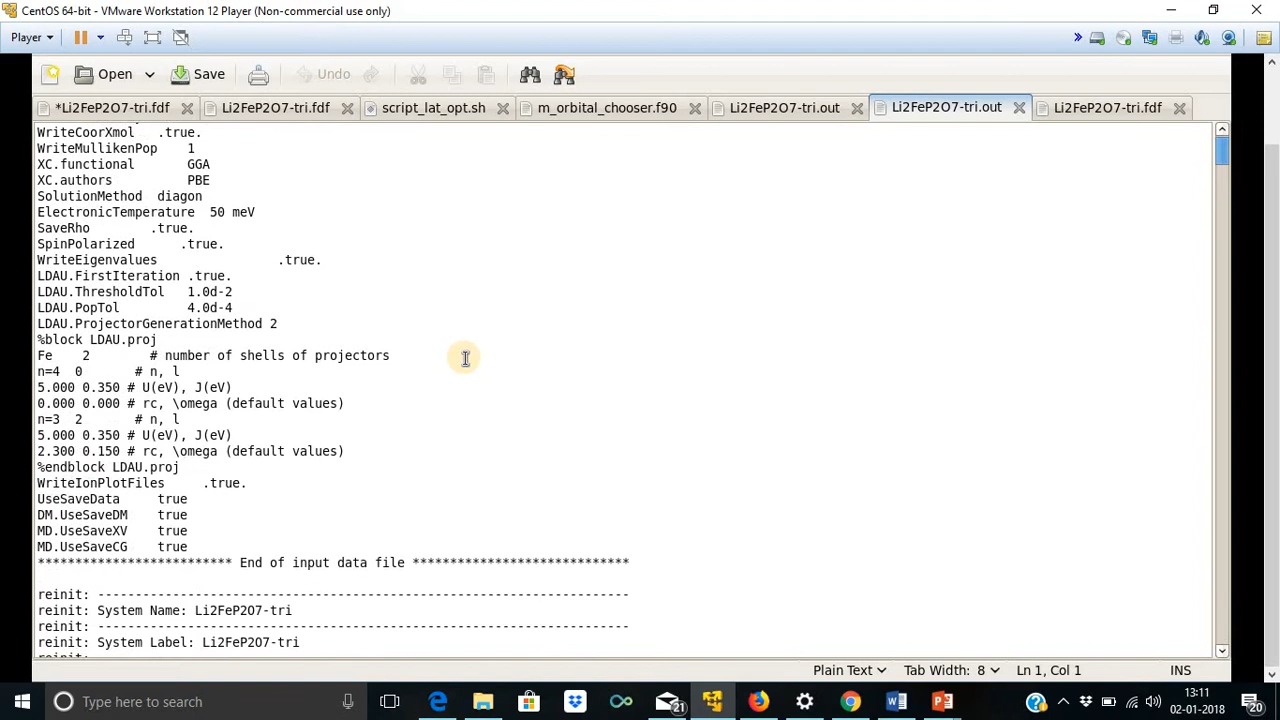 CentOS 64-bit - VMware Workstation 12 Player (Non-commercial use only)
Player
Open Save Undo
*Li2FeP2O7-tri.fdf Li2FeP2O7-tri.fdf script_lat_opt.sh m_orbital_chooser.f90 Li2FeP2O7-tri.out Li2FeP2O7-tri.out Li2FeP2O7-tri.fdf
WriteCoorXmol .true.
WriteMullikenPop 1
XC.functional GGA
XC.authors PBE
SolutionMethod diagon
ElectronicTemperature 50 meV
SaveRho .true.
SpinPolarized .true.
WriteEigenvalues .true.
LDAU.FirstIteration .true.
LDAU.ThresholdTol 1.0d-2
LDAU.PopTol 4.0d-4
LDAU.ProjectorGenerationMethod 2
%block LDAU.proj
Fe 2 # number of shells of projectors
n=4 0 # n, l
5.000 0.350 # U(eV), J(eV)
0.000 0.000 # rc, \omega (default values)
n=3 2 # n, l
5.000 0.350 # U(eV), J(eV)
2.300 0.150 # rc, \omega (default values)
%endblock LDAU.proj
WriteIonPlotFiles .true.
UseSaveData true
DM.UseSaveDM true
MD.UseSaveXV true
MD.UseSaveCG true
************************** End of input data file *****************************
reinit: -----------------------------------------------------------------------
reinit: System Name: Li2FeP2O7-tri
reinit: -----------------------------------------------------------------------
reinit: System Label: Li2FeP2O7-tri
Plain Text Tab Width: 8 Ln 1, Col 1 INS
Type here to search
21
13:11
02-01-2018
20